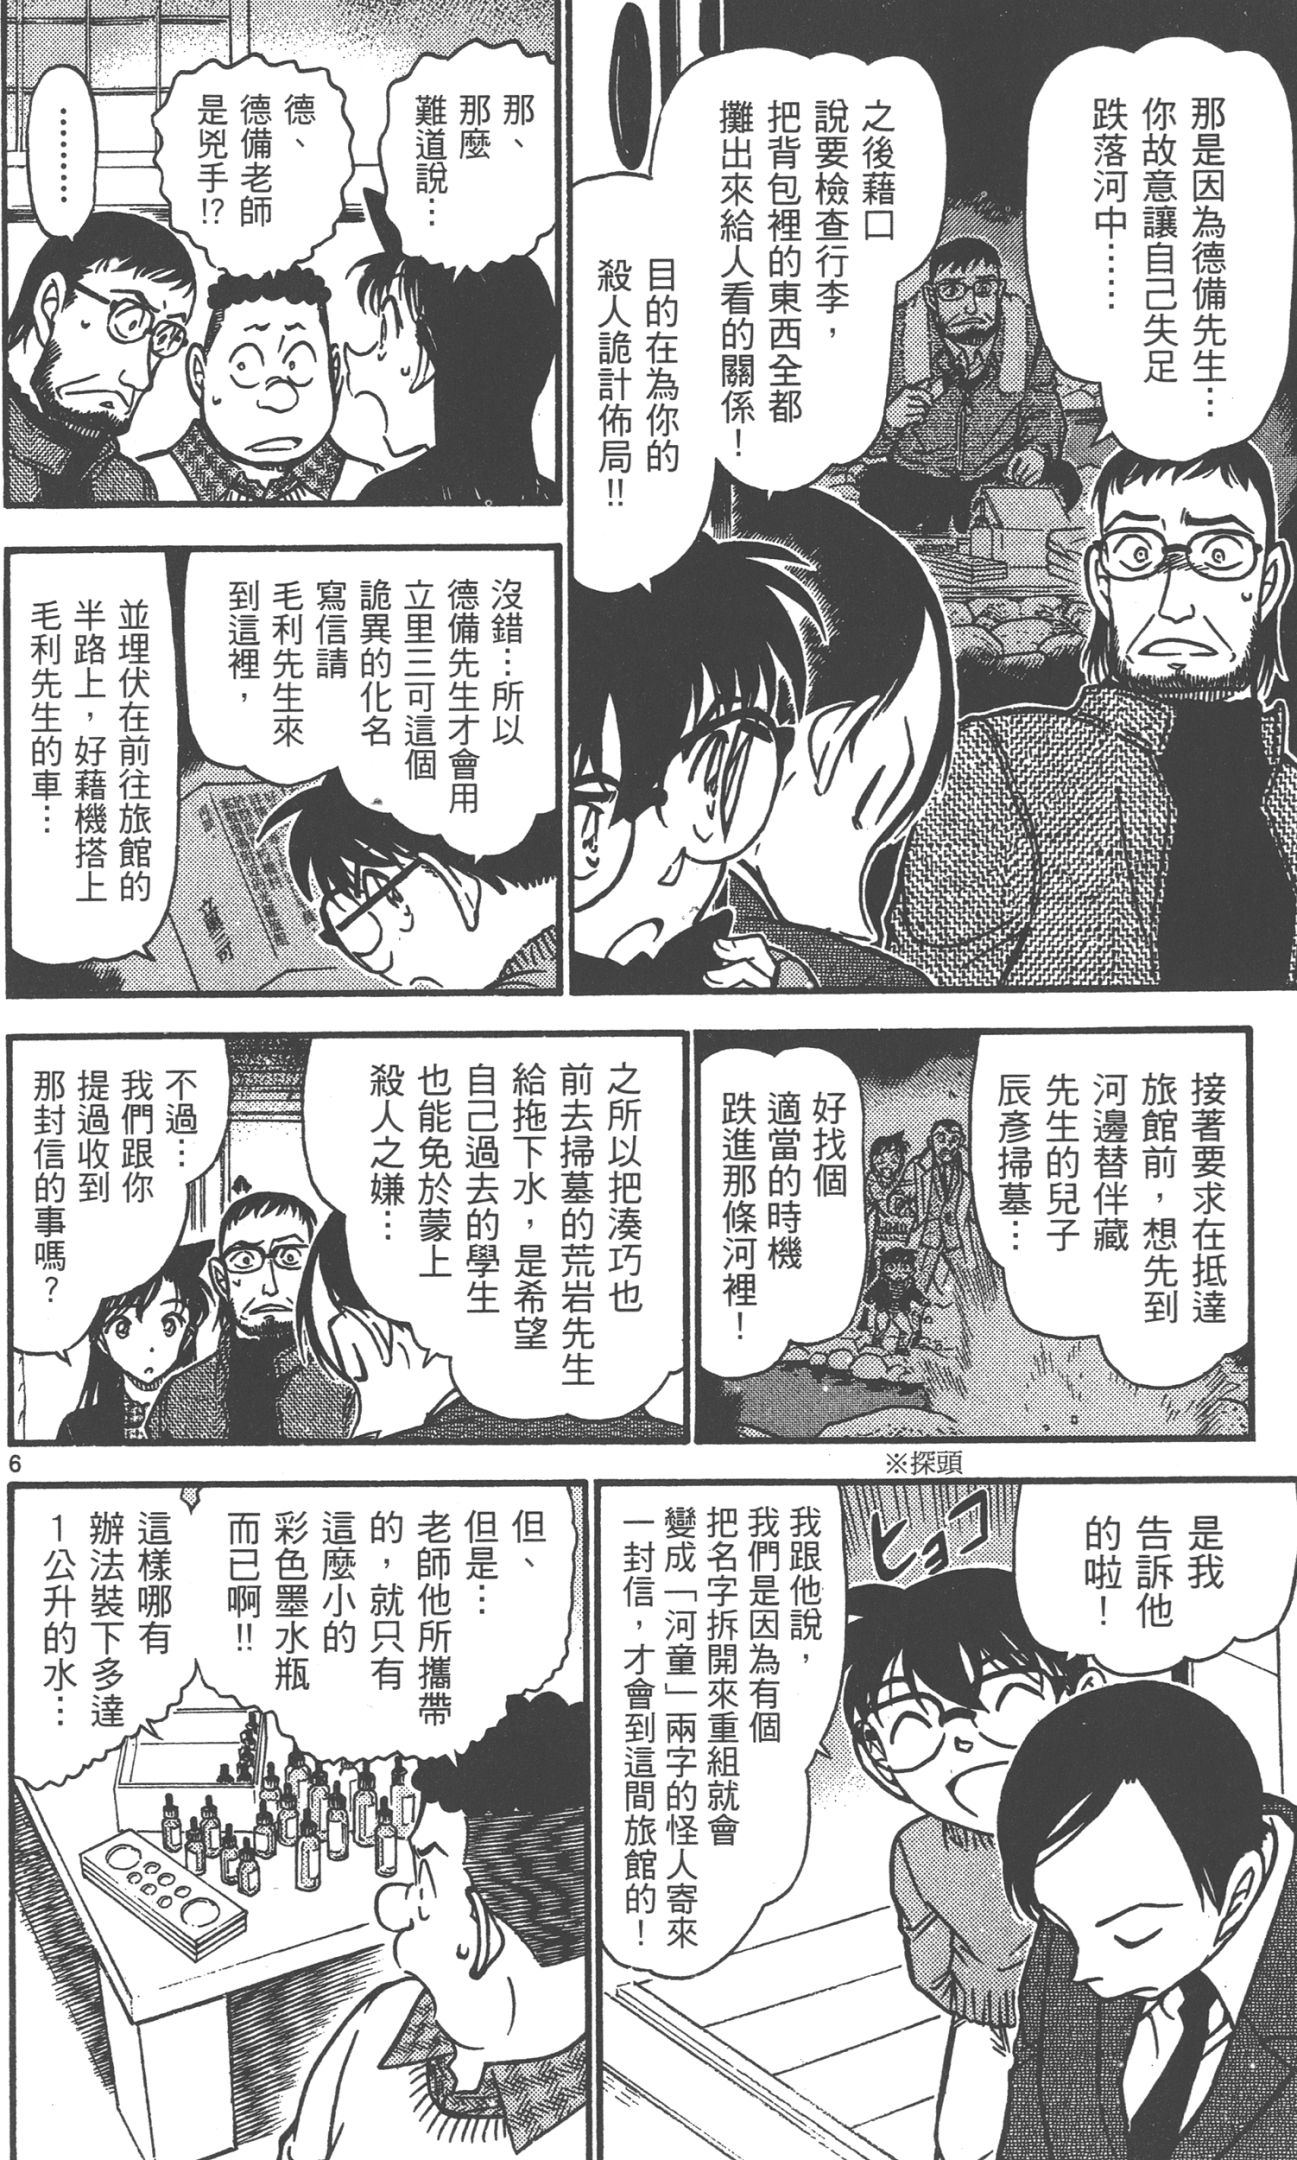 那是因為德備先生…
你故意讓自己失足
跌落河中……
之後藉口
說要檢查行李，
把背包裡的東西全都
攤出來給人看的關係！
目的在為你的
殺人詭計佈局!!
那、
那麼
難道說…
德、
德備老師
是兇手!?
………
沒錯…所以
德備先生才會用
立里三可這個
詭異的化名
寫信請
毛利先生來
到這裡，
並埋伏在前往旅館的
半路上，好藉機搭上
毛利先生的車…
立里三可
接著要求在抵達
旅館前，想先到
河邊替伴藏
先生的兒子
辰彥掃墓…
好找個
適當的時機
跌進那條河裡！
之所以把湊巧也
前去掃墓的荒岩先生
給拖下水，是希望
自己過去的學生
也能免於蒙上
殺人之嫌…
不過…
我們跟你
提過收到
那封信的事嗎？
6
※探頭
是我
告訴他
的啦！
ヒョコ
我跟他說，
我們是因為有個
把名字拆開來重組就會
變成「河童」兩字的怪人寄來
一封信，才會到這間旅館的！
但、
但是…
老師他所攜帶
的，就只有
這麼小的
彩色墨水瓶
而已啊!!
這樣哪有
辦法裝下多達
1公升的水…